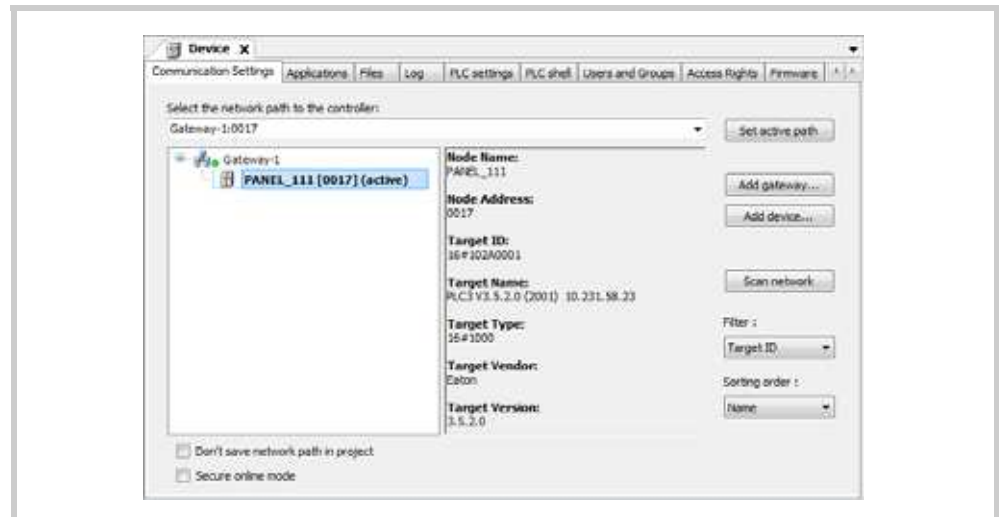 Device X
Communication Settings Applications Files Log PLC settings PLC shell Users and Groups Access Rights Firmware
Select the network path to the controller:
Gateway-1:0017
Set active path
Gateway-1
PANEL_111 [0017] (active)
Node Name:
PANEL_111
Node Address:
0017
Target ID:
16#102A0001
Target Name:
PLC3 V3.5.2.0 (2001) 10.231.58.23
Target Type:
16#1000
Target Vendor:
Eaton
Target Version:
3.5.2.0
Add gateway...
Add device...
Scan network
Filter :
Target ID
Sorting order :
Name
Don't save network path in project
Secure online mode